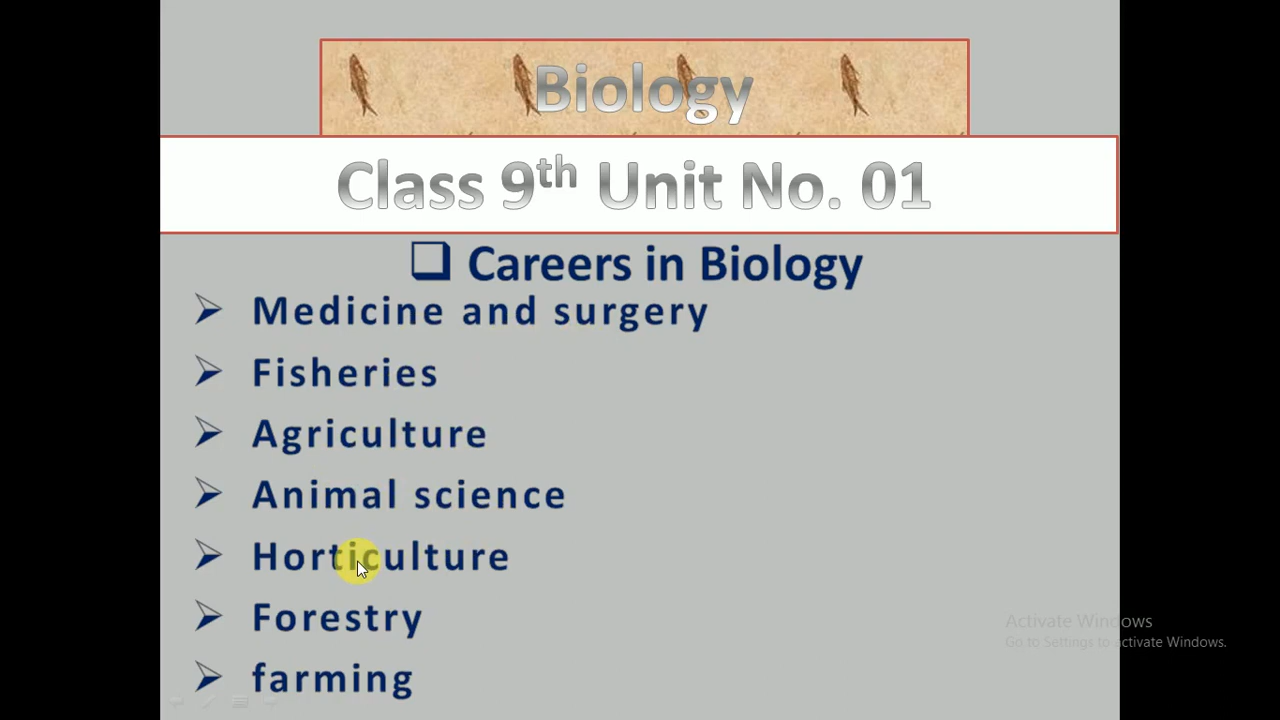 Biology
Class 9th Unit No. 01
Careers in Biology
Medicine and surgery
Fisheries
Agriculture
Animal science
Horticulture
Forestry
farming
Activate Windows
Go to Settings to activate Windows.